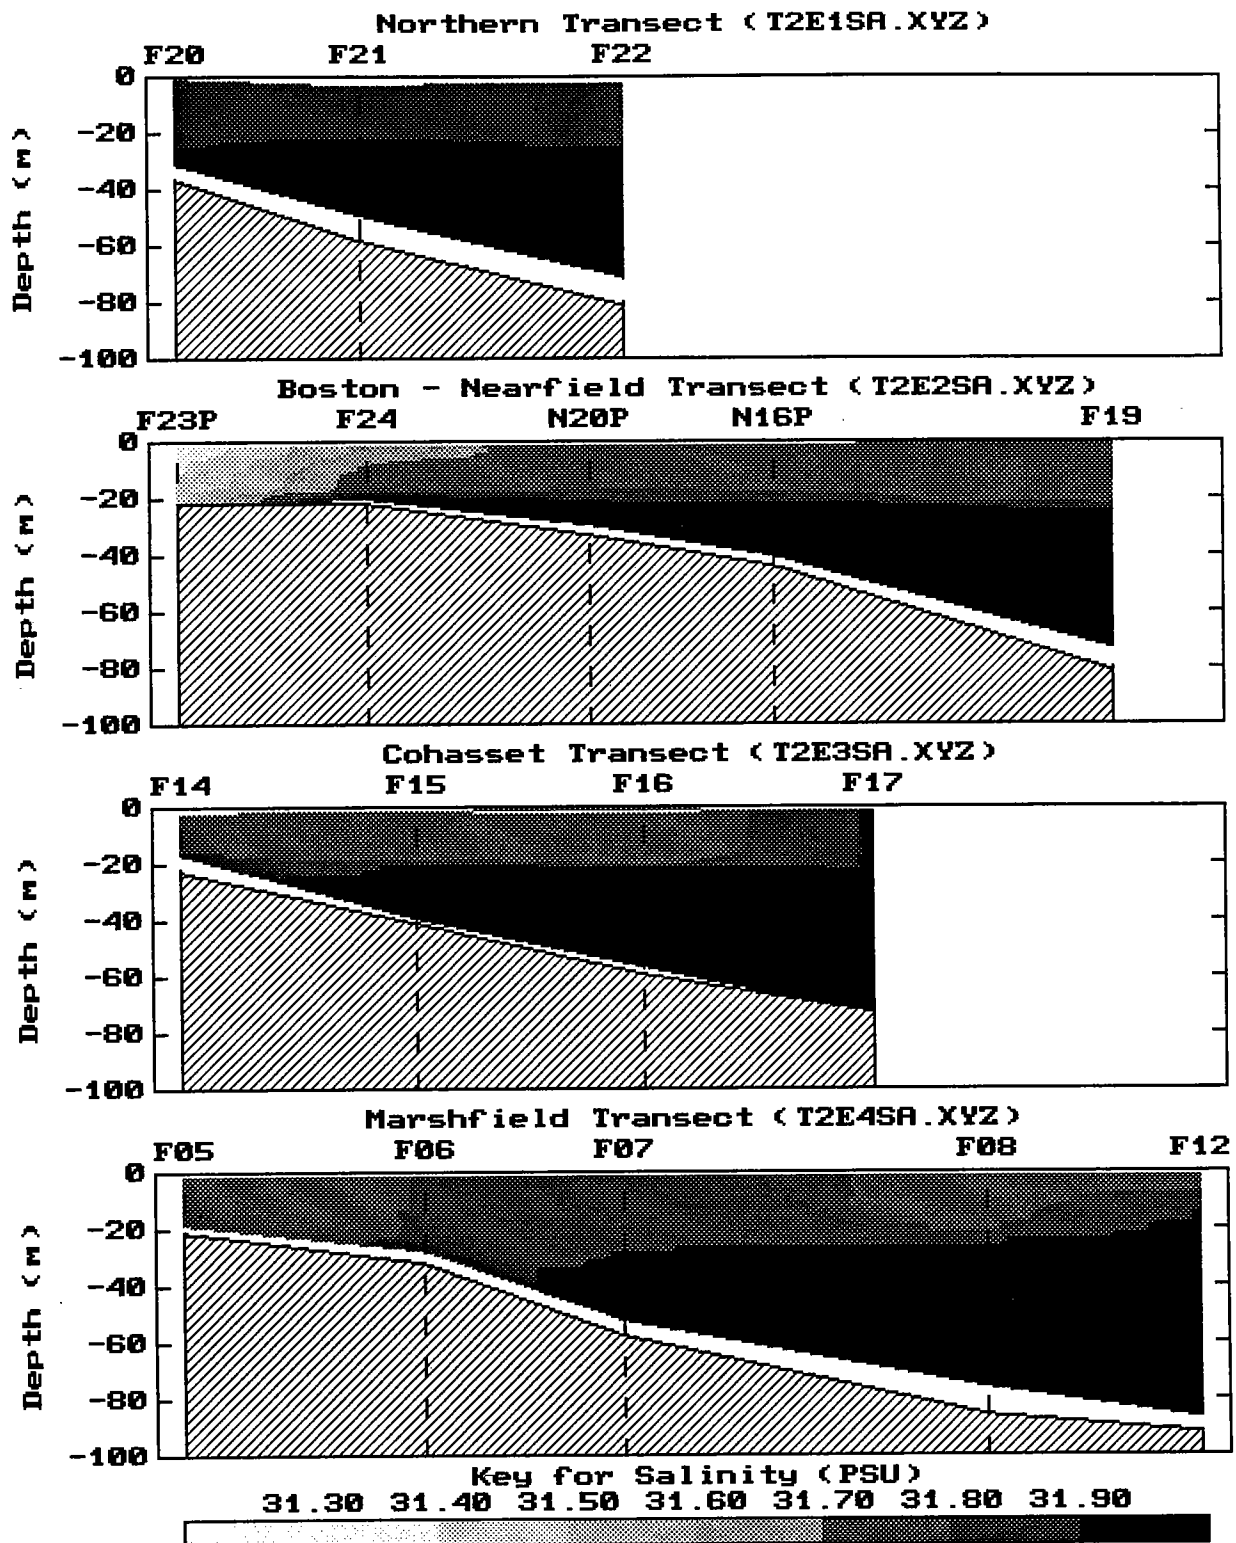 Northern Transect (T2E1SA.XYZ)
F20 F21 F22
0
-20
-40
-60
-80
-100
Depth (m)
Boston - Nearfield Transect (T2E2SA.XYZ)
F23P F24 N20P N16P F19
0
-20
-40
-60
-80
-100
Depth (m)
Cohasset Transect (T2E3SA.XYZ)
F14 F15 F16 F17
0
-20
-40
-60
-80
-100
Depth (m)
Marshfield Transect (T2E4SA.XYZ)
F05 F06 F07 F08 F12
0
-20
-40
-60
-80
-100
Depth (m)
Key for Salinity (PSU)
31.30 31.40 31.50 31.60 31.70 31.80 31.90